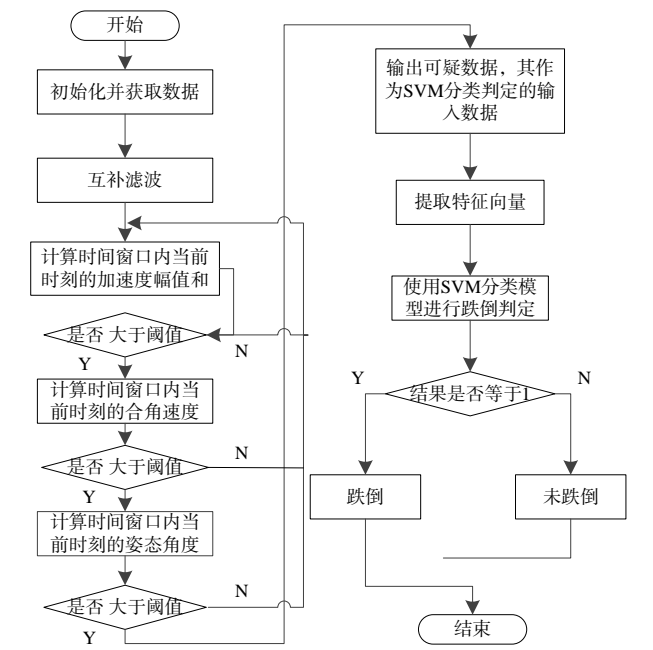 开始
初始化并获取数据
互补滤波
计算时间窗口内当前
时刻的加速度幅值和
是否 大于阈值
N
Y
计算时间窗口内当
前时刻的合角速度
是否 大于阈值
N
Y
计算时间窗口内当
前时刻的姿态角度
是否 大于阈值
N
Y
输出可疑数据，其作
为SVM分类判定的输
入数据
提取特征向量
使用SVM分类模
型进行跌倒判定
结果是否等于1
Y
N
跌倒
未跌倒
结束